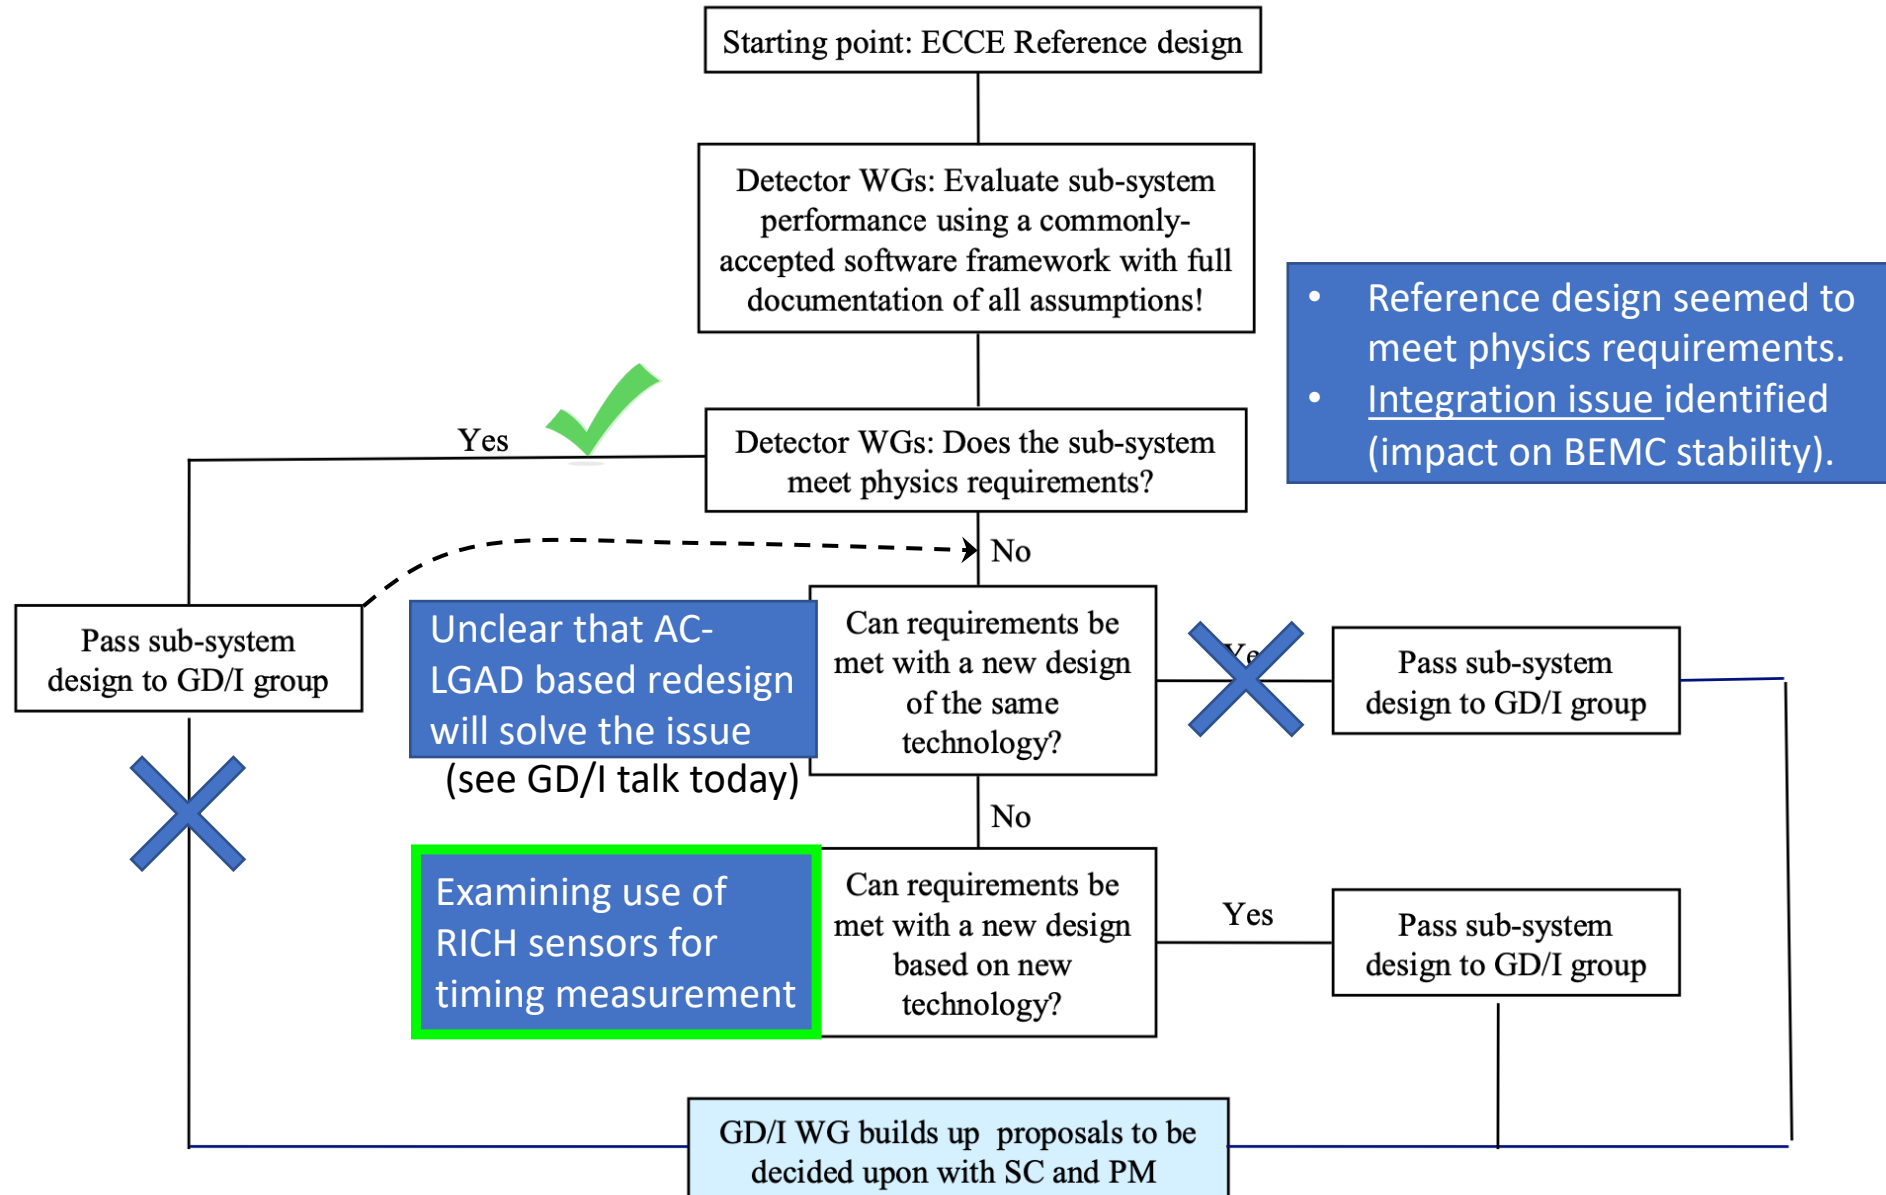 Starting point: ECCE Reference design
Detector WGs: Evaluate sub-system
performance using a commonly-
accepted software framework with full
documentation of all assumptions!
• Reference design seemed to
meet physics requirements.
• Integration issue identified
(impact on BEMC stability).
Yes
Detector WGs: Does the sub-system
meet physics requirements?
No
Pass sub-system
design to GD/I group
Unclear that AC-
LGAD based redesign
will solve the issue
(see GD/I talk today)
Can requirements be
met with a new design
of the same
technology?
Pass sub-system
design to GD/I group
No
Examining use of
RICH sensors for
timing measurement
Can requirements be
met with a new design
based on new
technology?
Yes
Pass sub-system
design to GD/I group
GD/I WG builds up proposals to be
decided upon with SC and PM